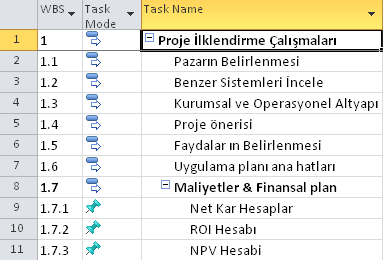 WBS Task Mode Task Name
1 1 Proje İlklendirme Çalışmaları
2 1.1 Pazarın Belirlenmesi
3 1.2 Benzer Sistemleri İncele
4 1.3 Kurumsal ve Operasyonel Altyapı
5 1.4 Proje önerisi
6 1.5 Faydalar ın Belirlenmesi
7 1.6 Uygulama planı ana hatları
8 1.7 Maliyetler & Finansal plan
9 1.7.1 Net Kar Hesaplar
10 1.7.2 ROI Hesabı
11 1.7.3 NPV Hesabi